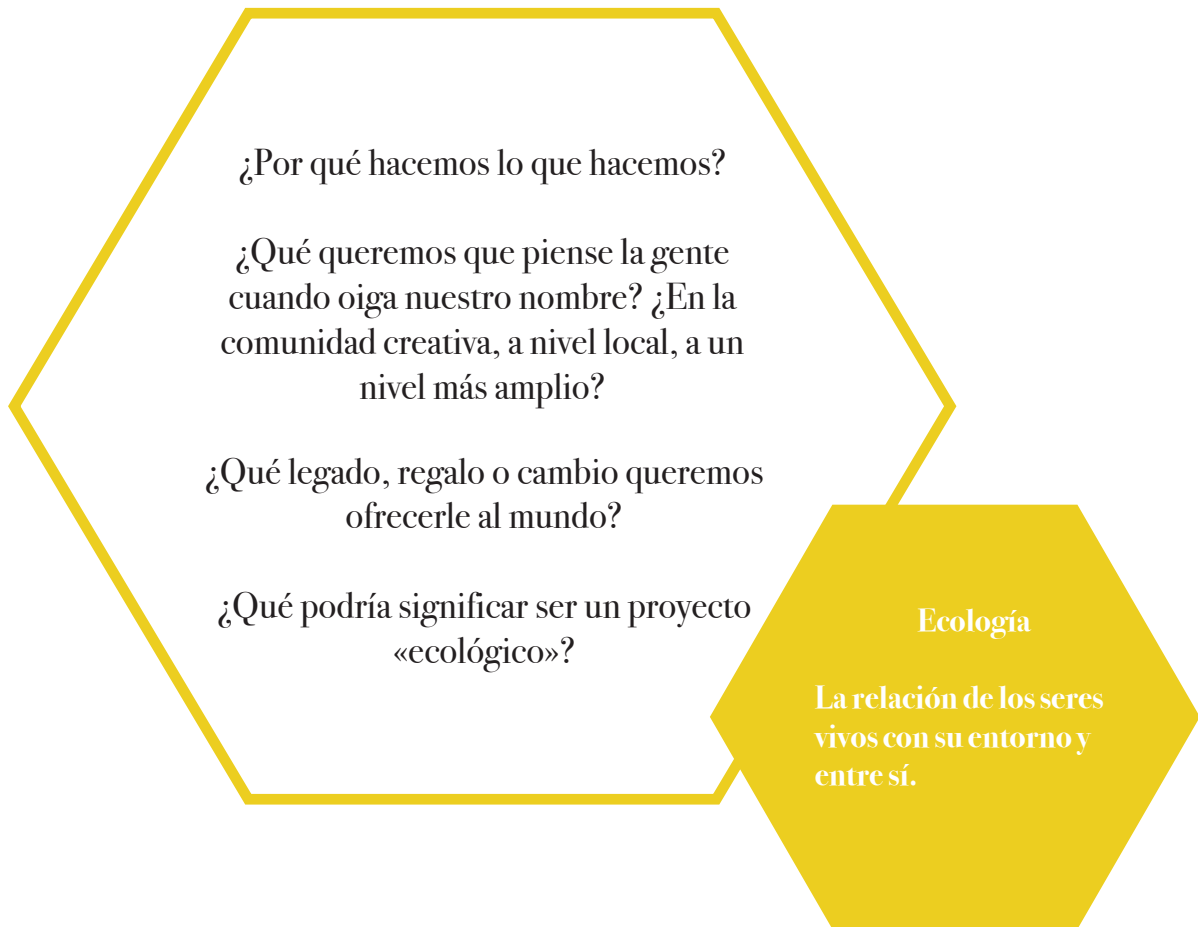 ¿Por qué hacemos lo que hacemos?
¿Qué queremos que piense la gente
cuando oiga nuestro nombre? ¿En la
comunidad creativa, a nivel local, a un
nivel más amplio?
¿Qué legado, regalo o cambio queremos
ofrecerle al mundo?
¿Qué podría significar ser un proyecto
«ecológico»?
Ecología
La relación de los seres
vivos con su entorno y
entre sí.